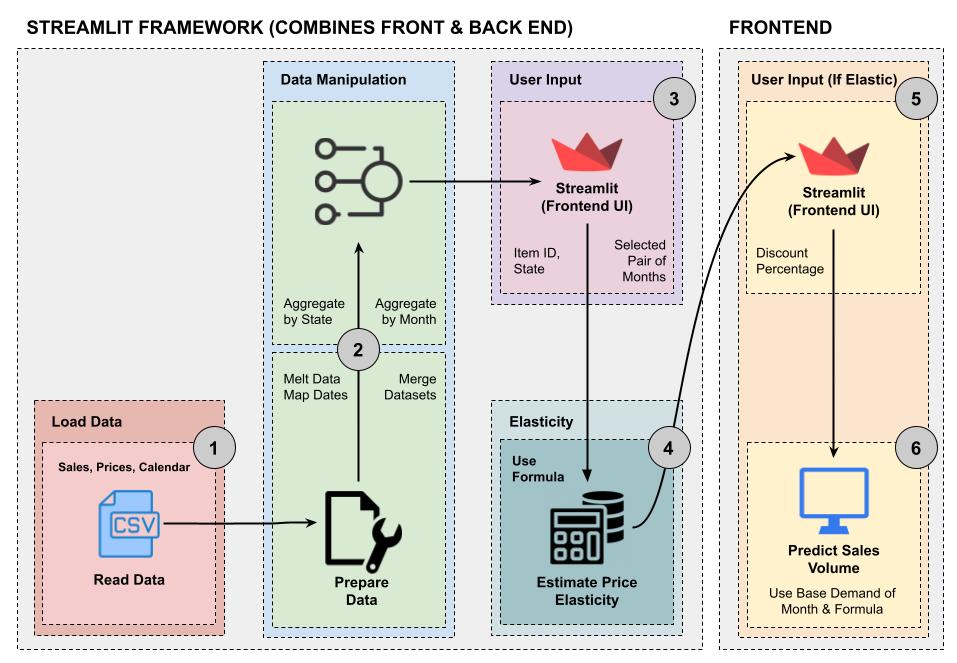 STREAMLIT FRAMEWORK (COMBINES FRONT & BACK END)
FRONTEND
Load Data
1
Sales, Prices, Calendar
CSV
Read Data
Data Manipulation
Aggregate
by State
Aggregate
by Month
2
Melt Data
Map Dates
Merge
Datasets
Prepare
Data
User Input
3
Streamlit
(Frontend UI)
Item ID,
State
Selected
Pair of
Months
Elasticity
4
Use
Formula
Estimate Price
Elasticity
User Input (If Elastic)
5
Streamlit
(Frontend UI)
Discount
Percentage
6
Predict Sales
Volume
Use Base Demand of
Month & Formula